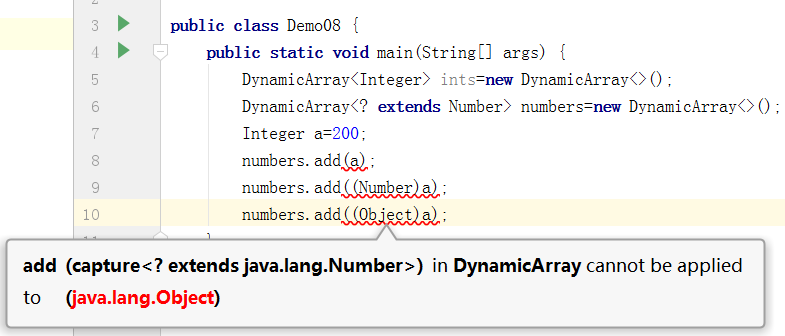 3 public class Demo08 {
4 public static void main(String[] args) {
5 DynamicArray<Integer> ints=new DynamicArray<>();
6 DynamicArray<? extends Number> numbers=new DynamicArray<>();
7 Integer a=200;
8 numbers.add(a);
9 numbers.add((Number)a);
10 numbers.add((Object)a);
}
add (capture<? extends java.lang.Number>) in DynamicArray cannot be applied
to (java.lang.Object)